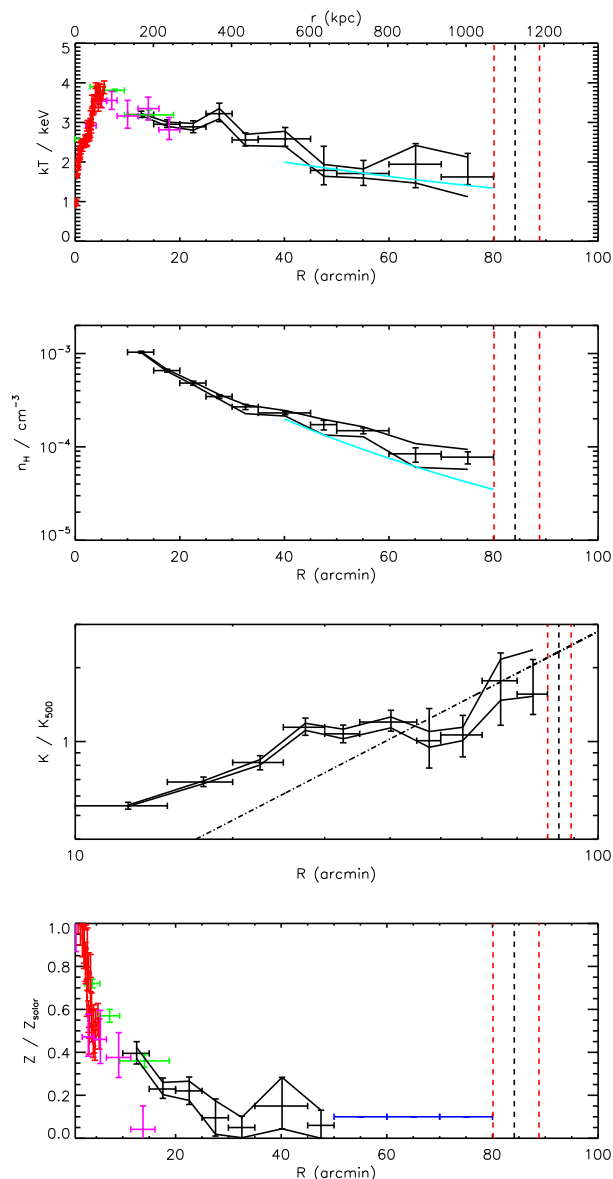 r (kpc)
0 200 400 600 800 1000 1200
5
4
3
2
1
0
kT / keV
0 20 40 60 80 100
R (arcmin)
10⁻³
10⁻⁴
10⁻⁵
n_H / cm⁻³
0 20 40 60 80 100
R (arcmin)
1
K / K₅₀₀
10 100
R (arcmin)
1.0
0.8
0.6
0.4
0.2
0.0
Z / Z_solar
0 20 40 60 80 100
R (arcmin)